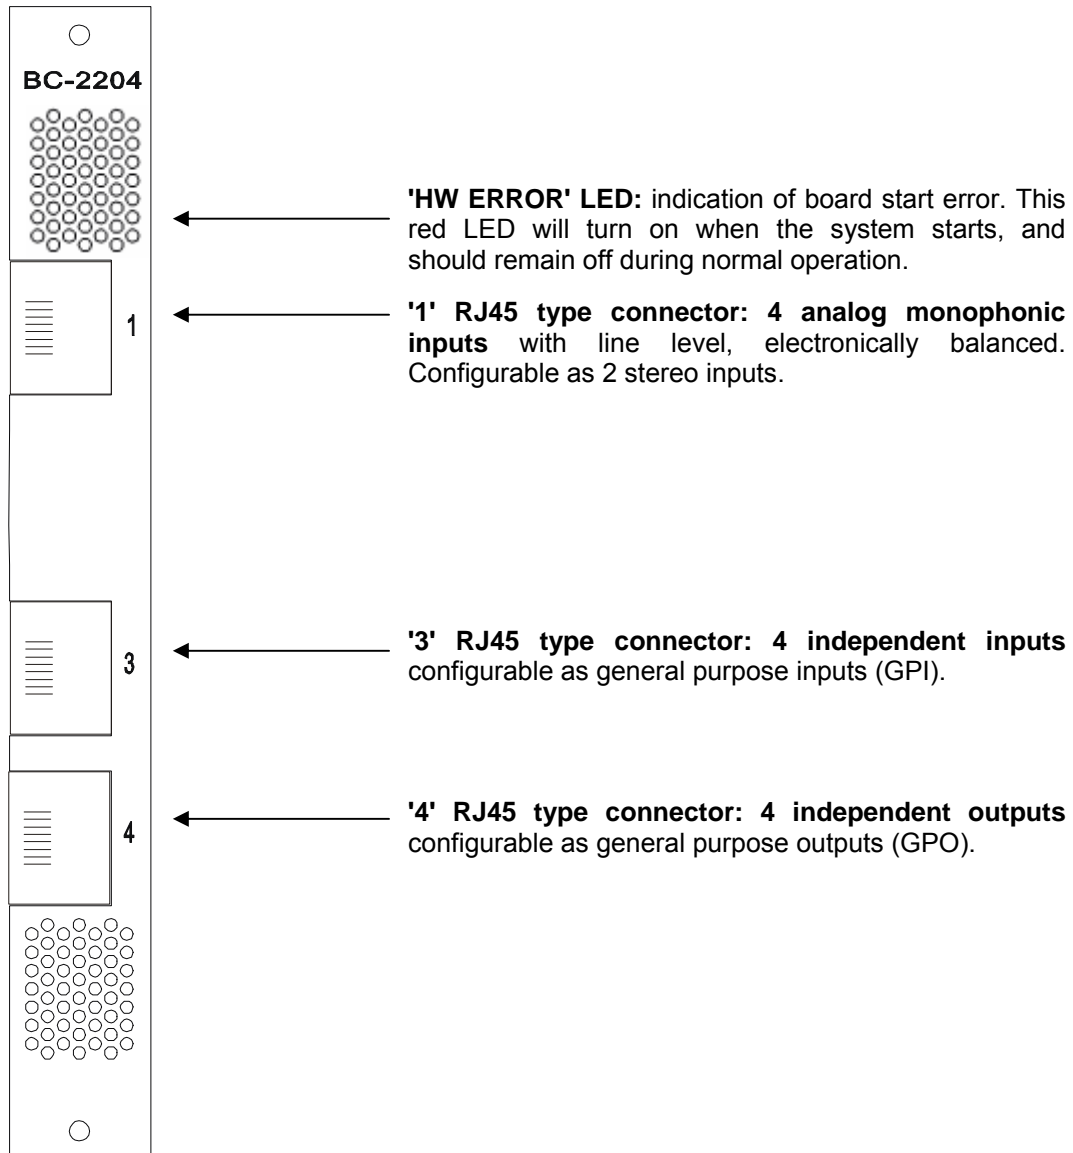 BC-2204
'HW ERROR' LED: indication of board start error. This
red LED will turn on when the system starts, and
should remain off during normal operation.
1
'1' RJ45 type connector: 4 analog monophonic
inputs with line level, electronically balanced.
Configurable as 2 stereo inputs.
3
'3' RJ45 type connector: 4 independent inputs
configurable as general purpose inputs (GPI).
4
'4' RJ45 type connector: 4 independent outputs
configurable as general purpose outputs (GPO).